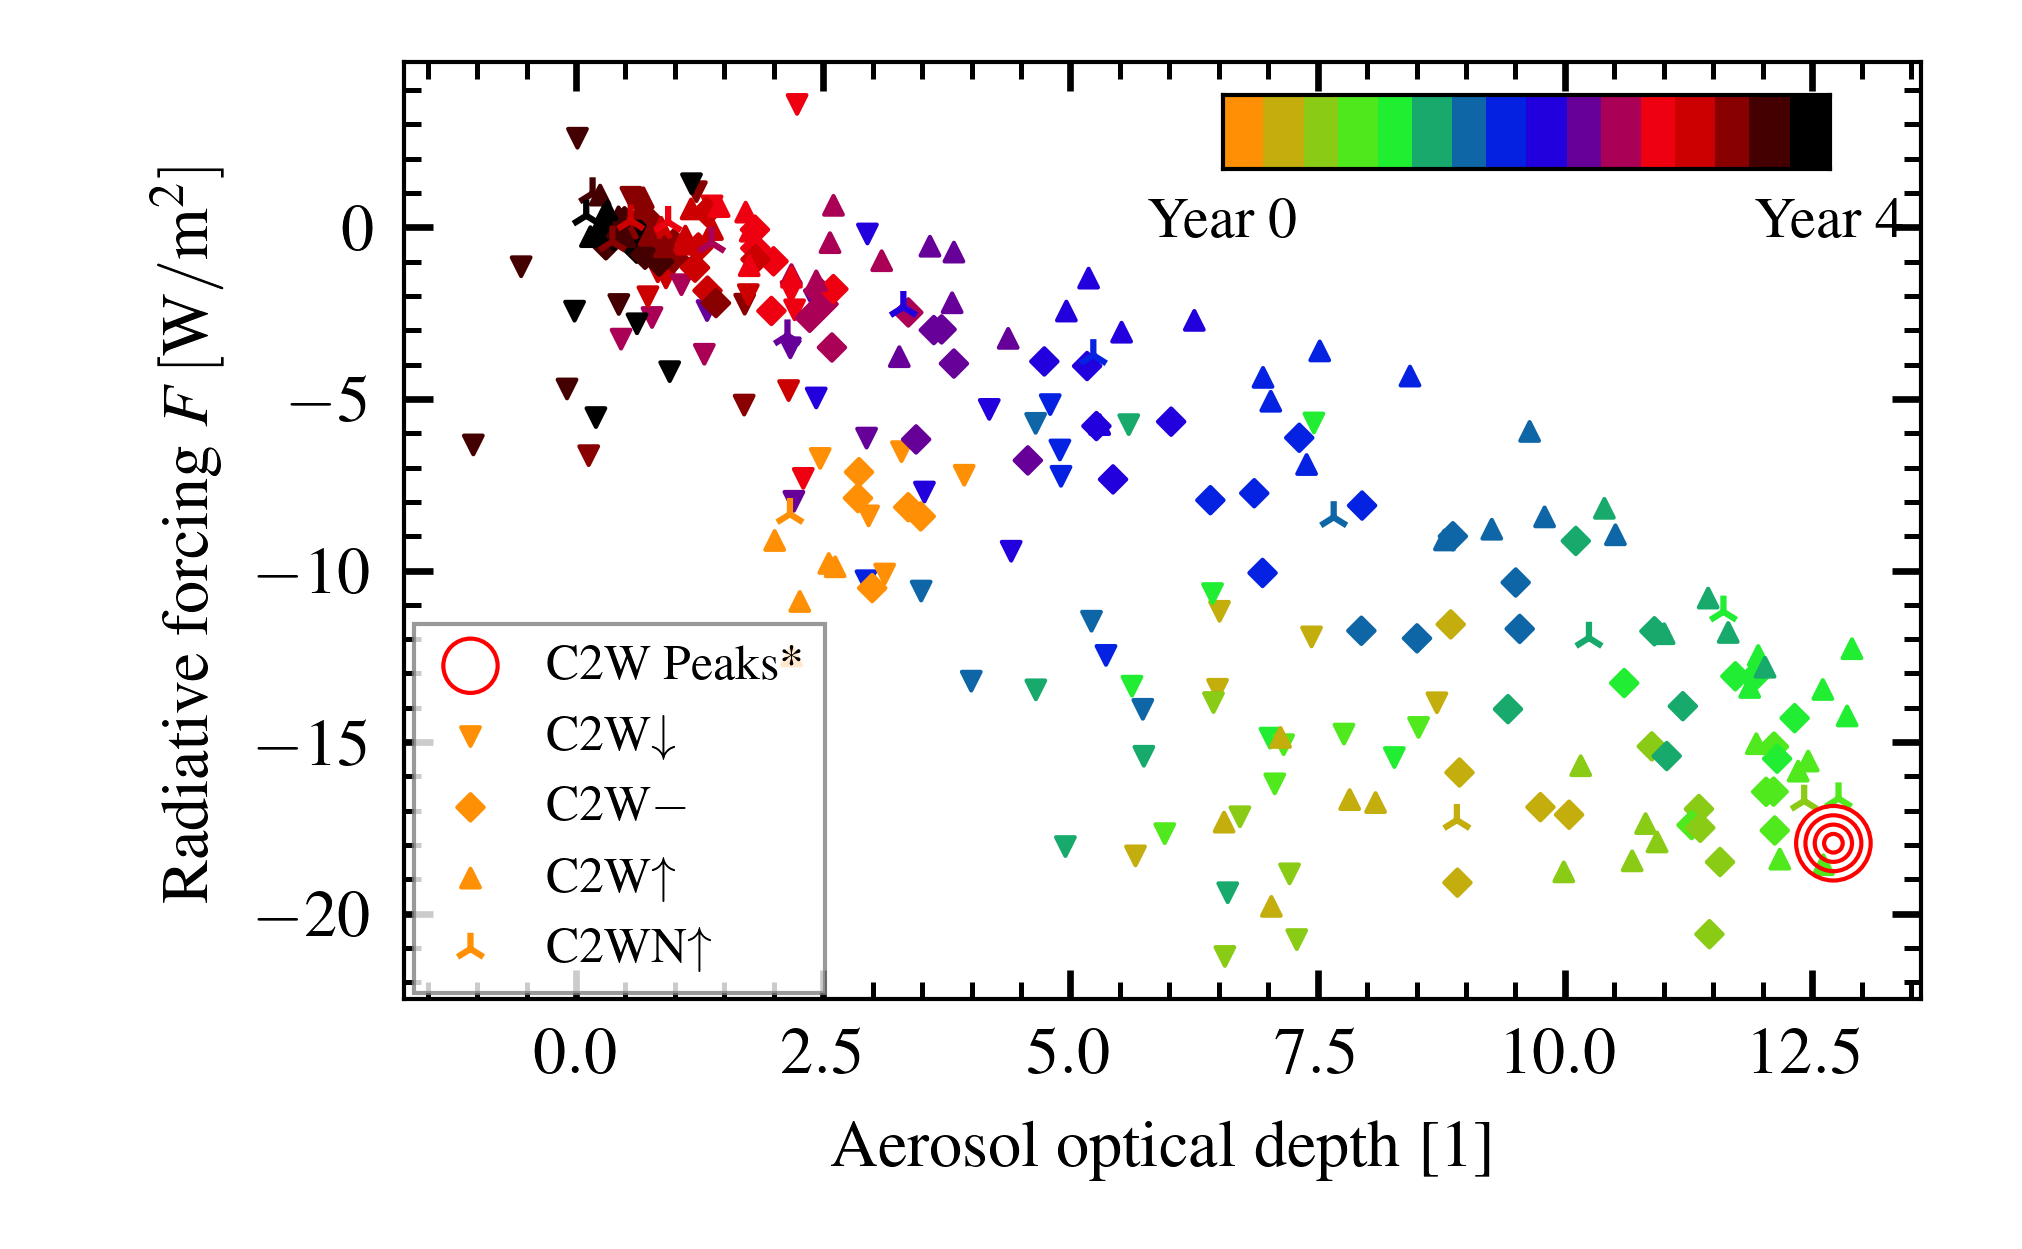 Year 0
Year 4
0
−5
−10
−15
−20
Radiative forcing F [W/m²]
C2W Peaks*
C2W↓
C2W−
C2W↑
C2WN↑
0.0
2.5
5.0
7.5
10.0
12.5
Aerosol optical depth [1]